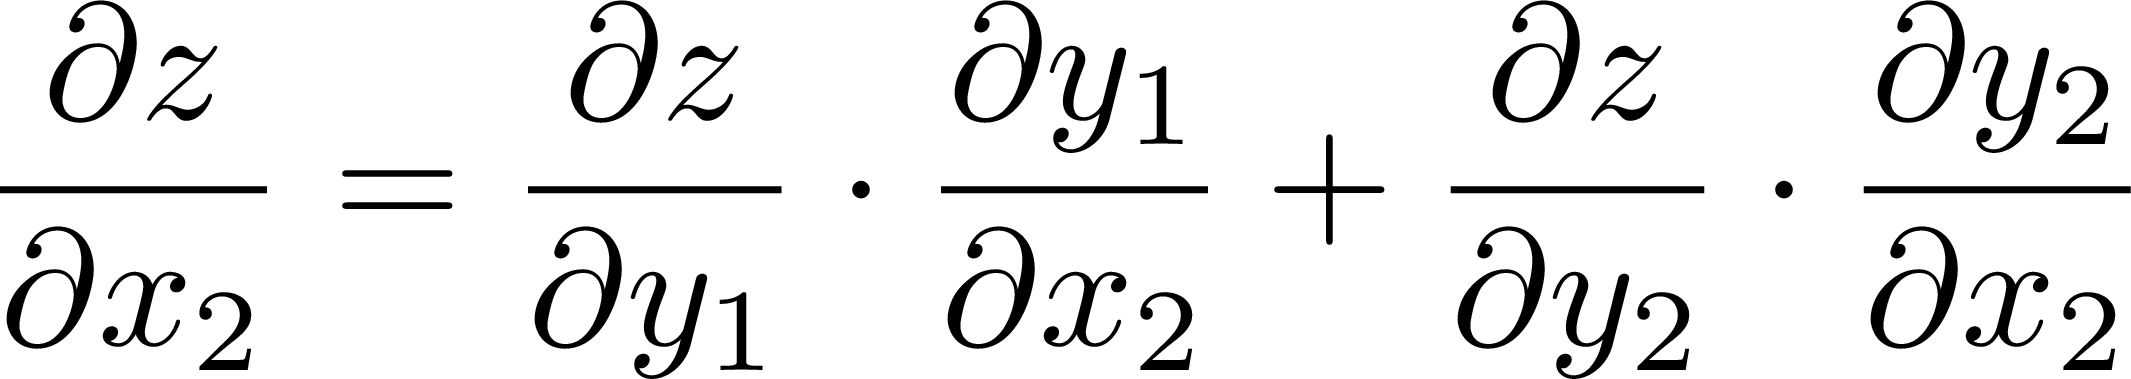 ∂z/∂x₂ = ∂z/∂y₁ · ∂y₁/∂x₂ + ∂z/∂y₂ · ∂y₂/∂x₂